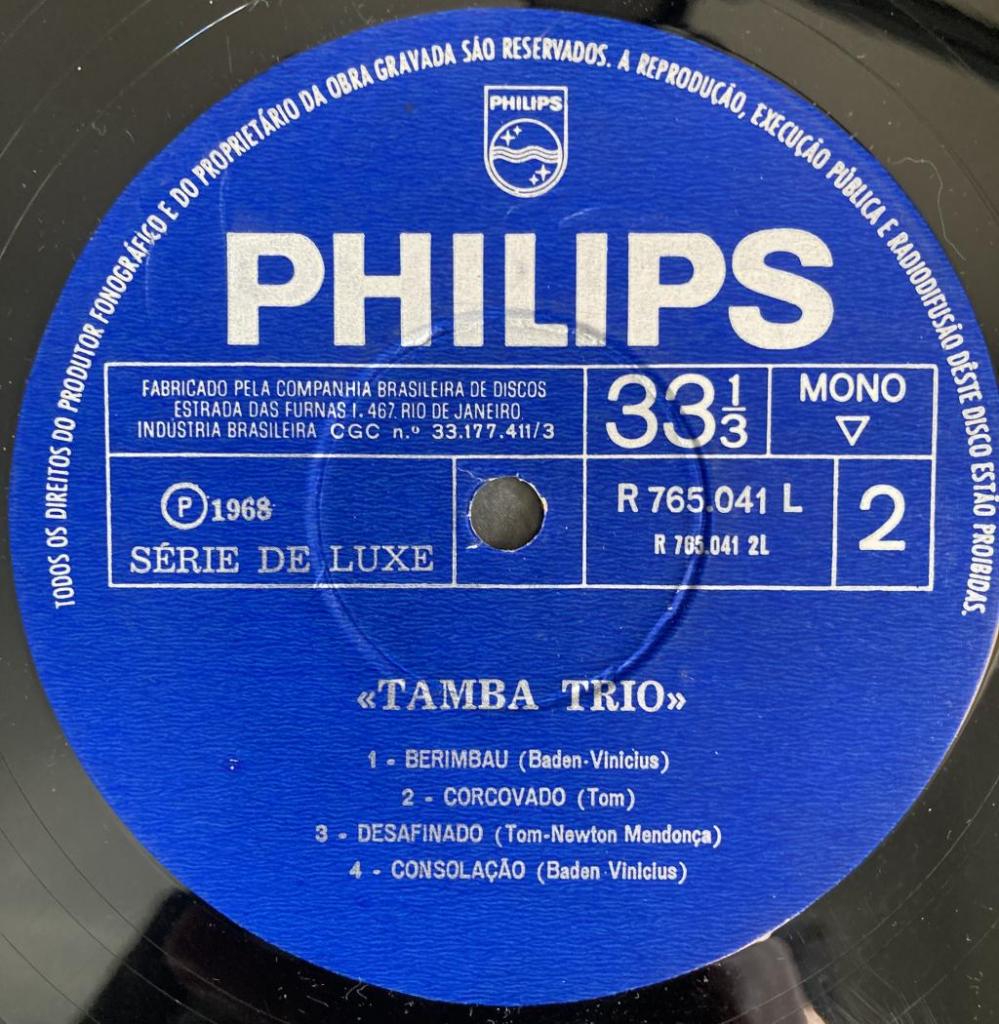 TODOS OS DIREITOS DO PRODUTOR FONOGRÁFICO E DO PROPRIETÁRIO DA OBRA GRAVADA SÃO RESERVADOS. A REPRODUÇÃO, EXECUÇÃO PÚBLICA E RADIODIFUSÃO DÊSTE DISCO ESTÃO PROIBIDAS.
PHILIPS
PHILIPS
FABRICADO PELA COMPANHIA BRASILEIRA DE DISCOS
ESTRADA DAS FURNAS 1.467, RIO DE JANEIRO
INDÚSTRIA BRASILEIRA CGC n.º 33.177.411/3
33 1/3
MONO
Ⓟ 1968
SÉRIE DE LUXE
R 765.041 L
R 765.041 2L
2
«TAMBA TRIO»
1 - BERIMBAU (Baden-Vinicius)
2 - CORCOVADO (Tom)
3 - DESAFINADO (Tom-Newton Mendonça)
4 - CONSOLAÇÃO (Baden Vinicius)